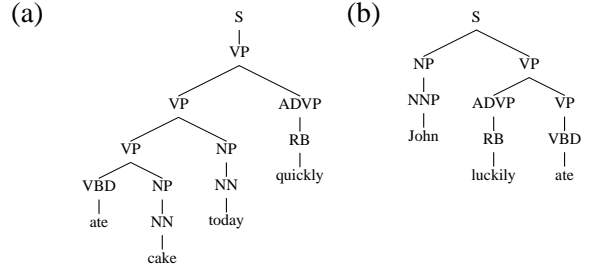 (a)
S
VP
VP ADVP
VP NP RB
VBD NP NN quickly
ate NN today
cake
(b)
S
NP VP
NNP ADVP VP
John RB VBD
luckily ate